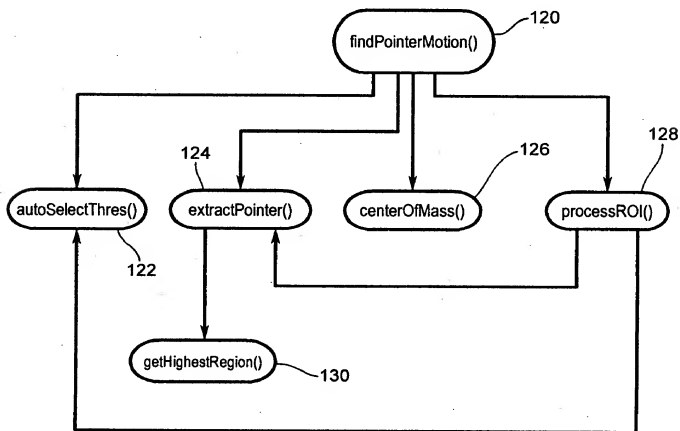 120
findPointerMotion()
124
126
128
autoSelectThres()
extractPointer()
centerOfMass()
processROI()
122
getHighestRegion()
130